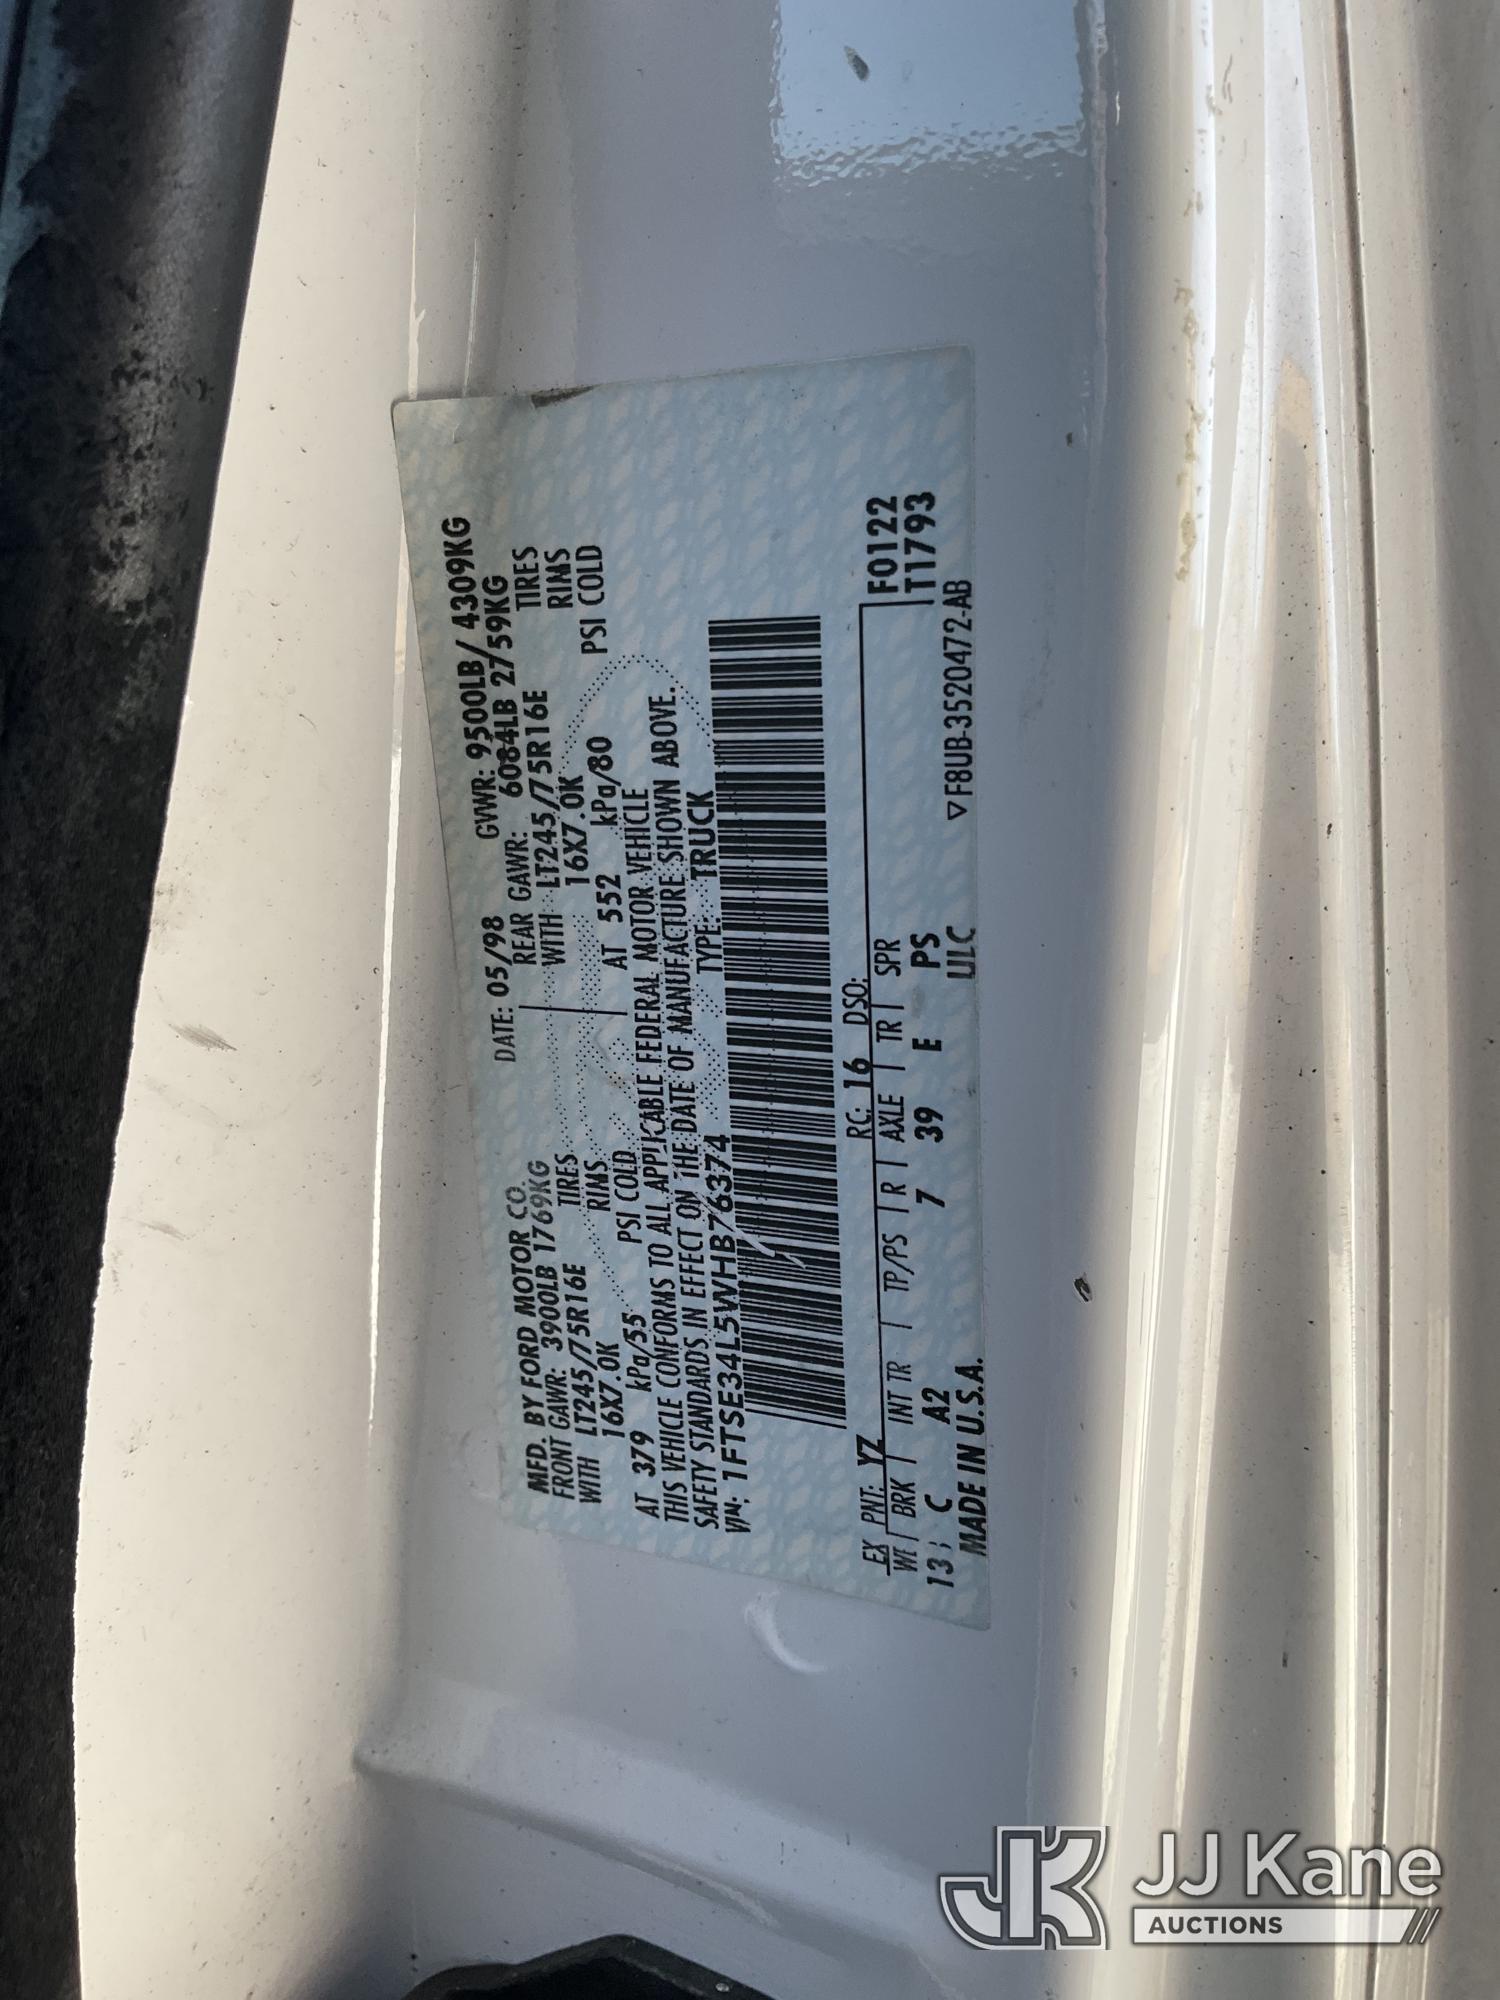 MFD. BY FORD MOTOR CO.
DATE: 05/98 GVWR: 9500LB/ 4309KG
FRONT GAWR: 3900LB 1769KG REAR GAWR: 6084LB 2759KG
WITH LT245/75R16E TIRES WITH LT245/75R16E TIRES
16X7.0K RIMS 16X7.0K RIMS
AT 379 kPa/55 PSI COLD AT 552 kPa/80 PSI COLD
THIS VEHICLE CONFORMS TO ALL APPLICABLE FEDERAL MOTOR VEHICLE
SAFETY STANDARDS IN EFFECT ON THE DATE OF MANUFACTURE SHOWN ABOVE.
VIN: 1FTSE34L5WHB76374 TYPE: TRUCK
EX PNT: YZ RC: 16 DSO:
WE BRK INT TR TP/PS R AXLE TR SPR F0122
13 C A2 7 39 E PS T1793
MADE IN U.S.A. ULC ▽F8UB-3520472-AB
JK JJ Kane
AUCTIONS